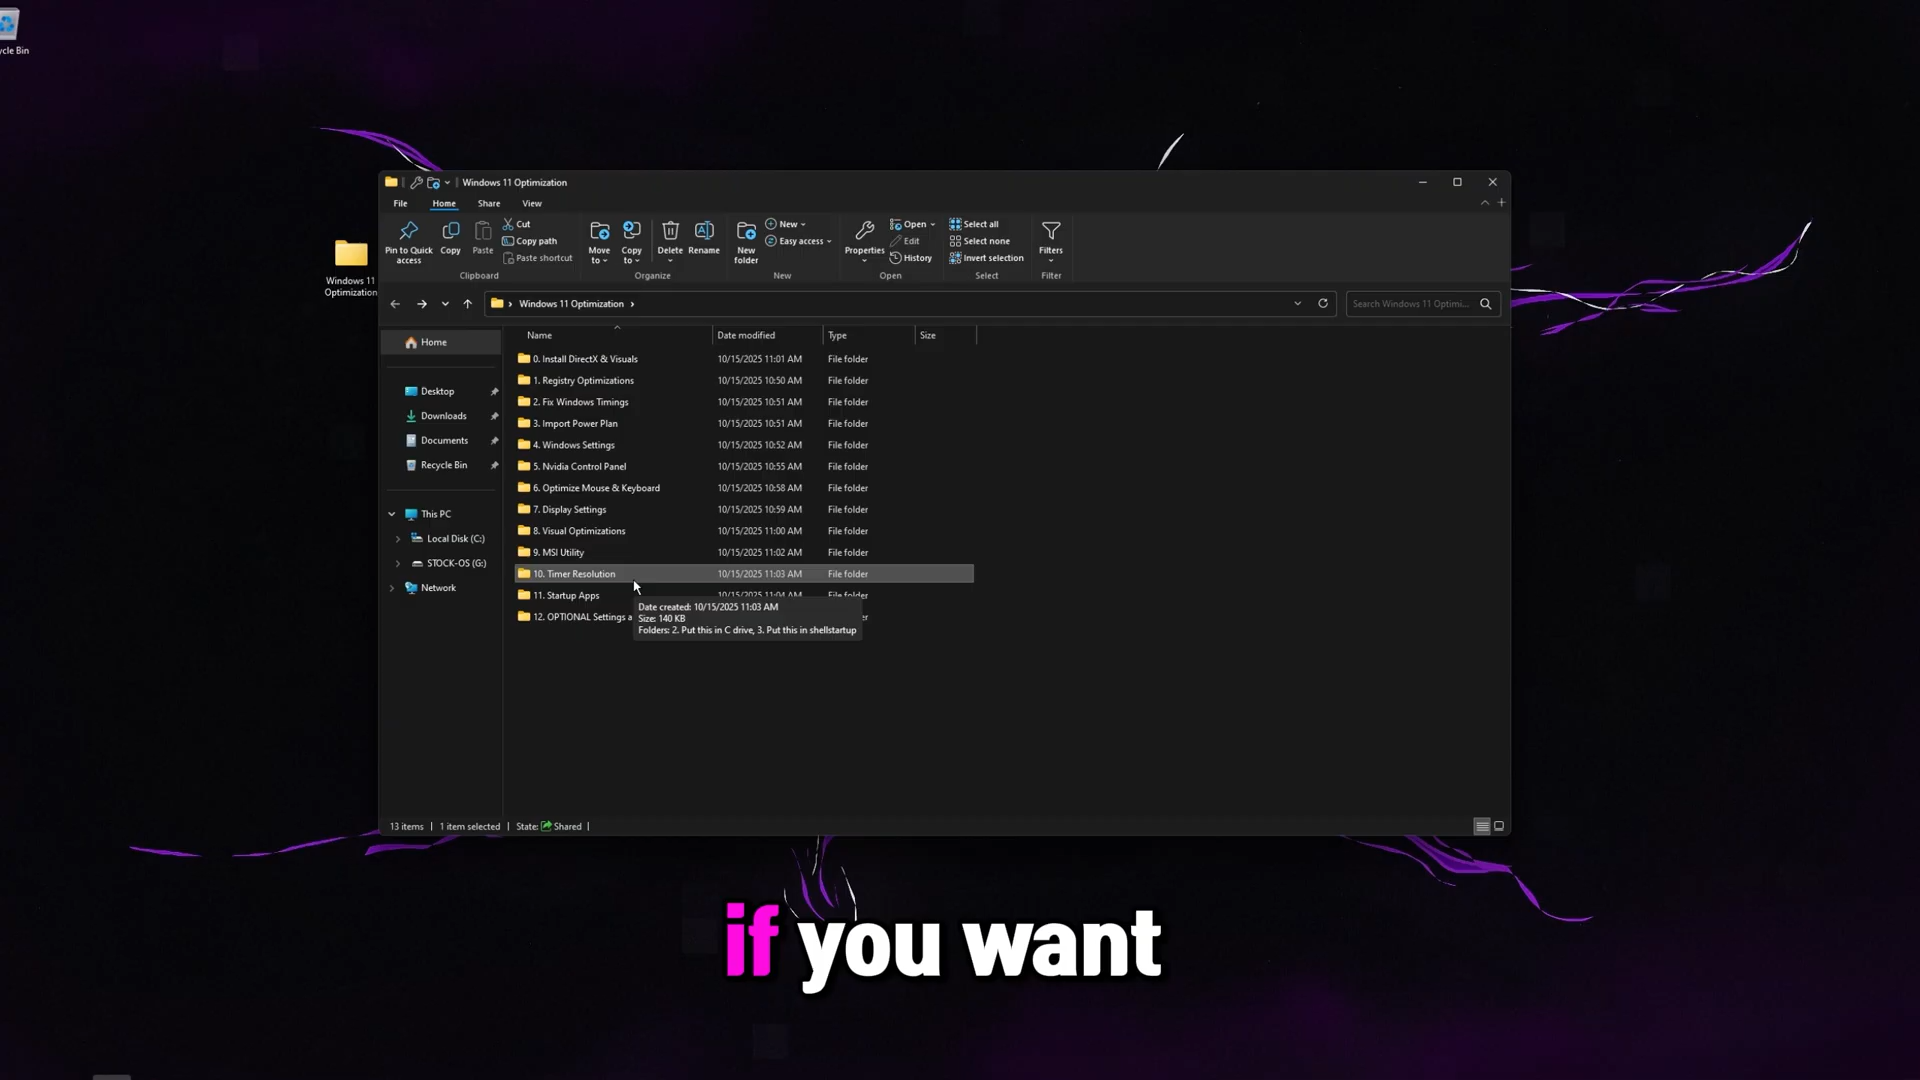 ycle Bin
Windows 11
Optimization
Windows 11 Optimization
File Home Share View
Pin to Quick
access
Copy
Paste
Cut
Copy path
Paste shortcut
Clipboard
Move
to
Copy
to
Delete
Rename
Organize
New
folder
New
Easy access
New
Properties
Open
Edit
History
Open
Select all
Select none
Invert selection
Select
Filters
Filter
Windows 11 Optimization
Search Windows 11 Optimi...
Home
Desktop
Downloads
Documents
Recycle Bin
This PC
Local Disk (C:)
STOCK-OS (G:)
Network
Name Date modified Type Size
0. Install DirectX & Visuals 10/15/2025 11:01 AM File folder
1. Registry Optimizations 10/15/2025 10:50 AM File folder
2. Fix Windows Timings 10/15/2025 10:51 AM File folder
3. Import Power Plan 10/15/2025 10:51 AM File folder
4. Windows Settings 10/15/2025 10:52 AM File folder
5. Nvidia Control Panel 10/15/2025 10:55 AM File folder
6. Optimize Mouse & Keyboard 10/15/2025 10:58 AM File folder
7. Display Settings 10/15/2025 10:59 AM File folder
8. Visual Optimizations 10/15/2025 11:00 AM File folder
9. MSI Utility 10/15/2025 11:02 AM File folder
10. Timer Resolution 10/15/2025 11:03 AM File folder
11. Startup Apps 10/15/2025 11:04 AM File folder
12. OPTIONAL Settings a
Date created: 10/15/2025 11:03 AM
Size: 140 KB
Folders: 2. Put this in C drive, 3. Put this in shellstartup
13 items 1 item selected State: Shared
if you want